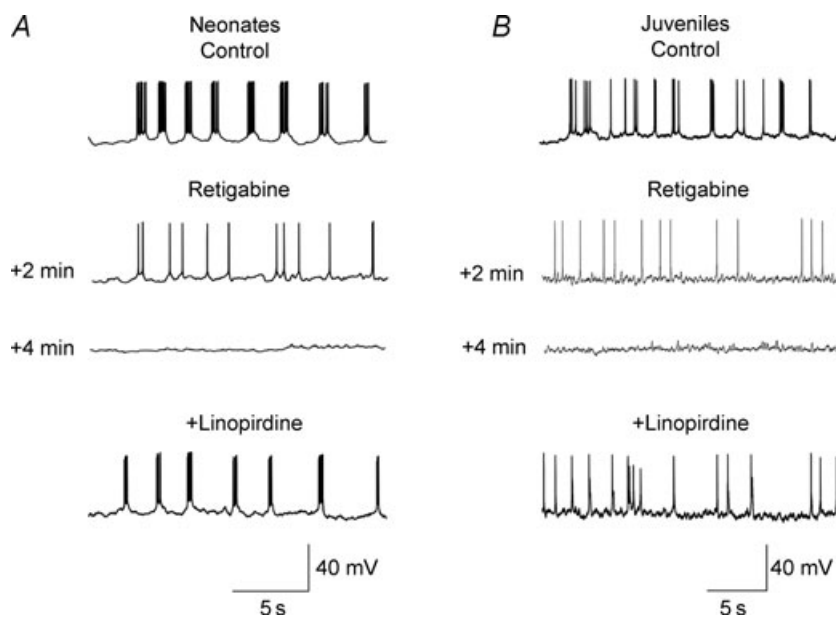 A
Neonates
Control
Retigabine
+2 min
+4 min
+Linopirdine
40 mV
5 s
B
Juveniles
Control
Retigabine
+2 min
+4 min
+Linopirdine
40 mV
5 s